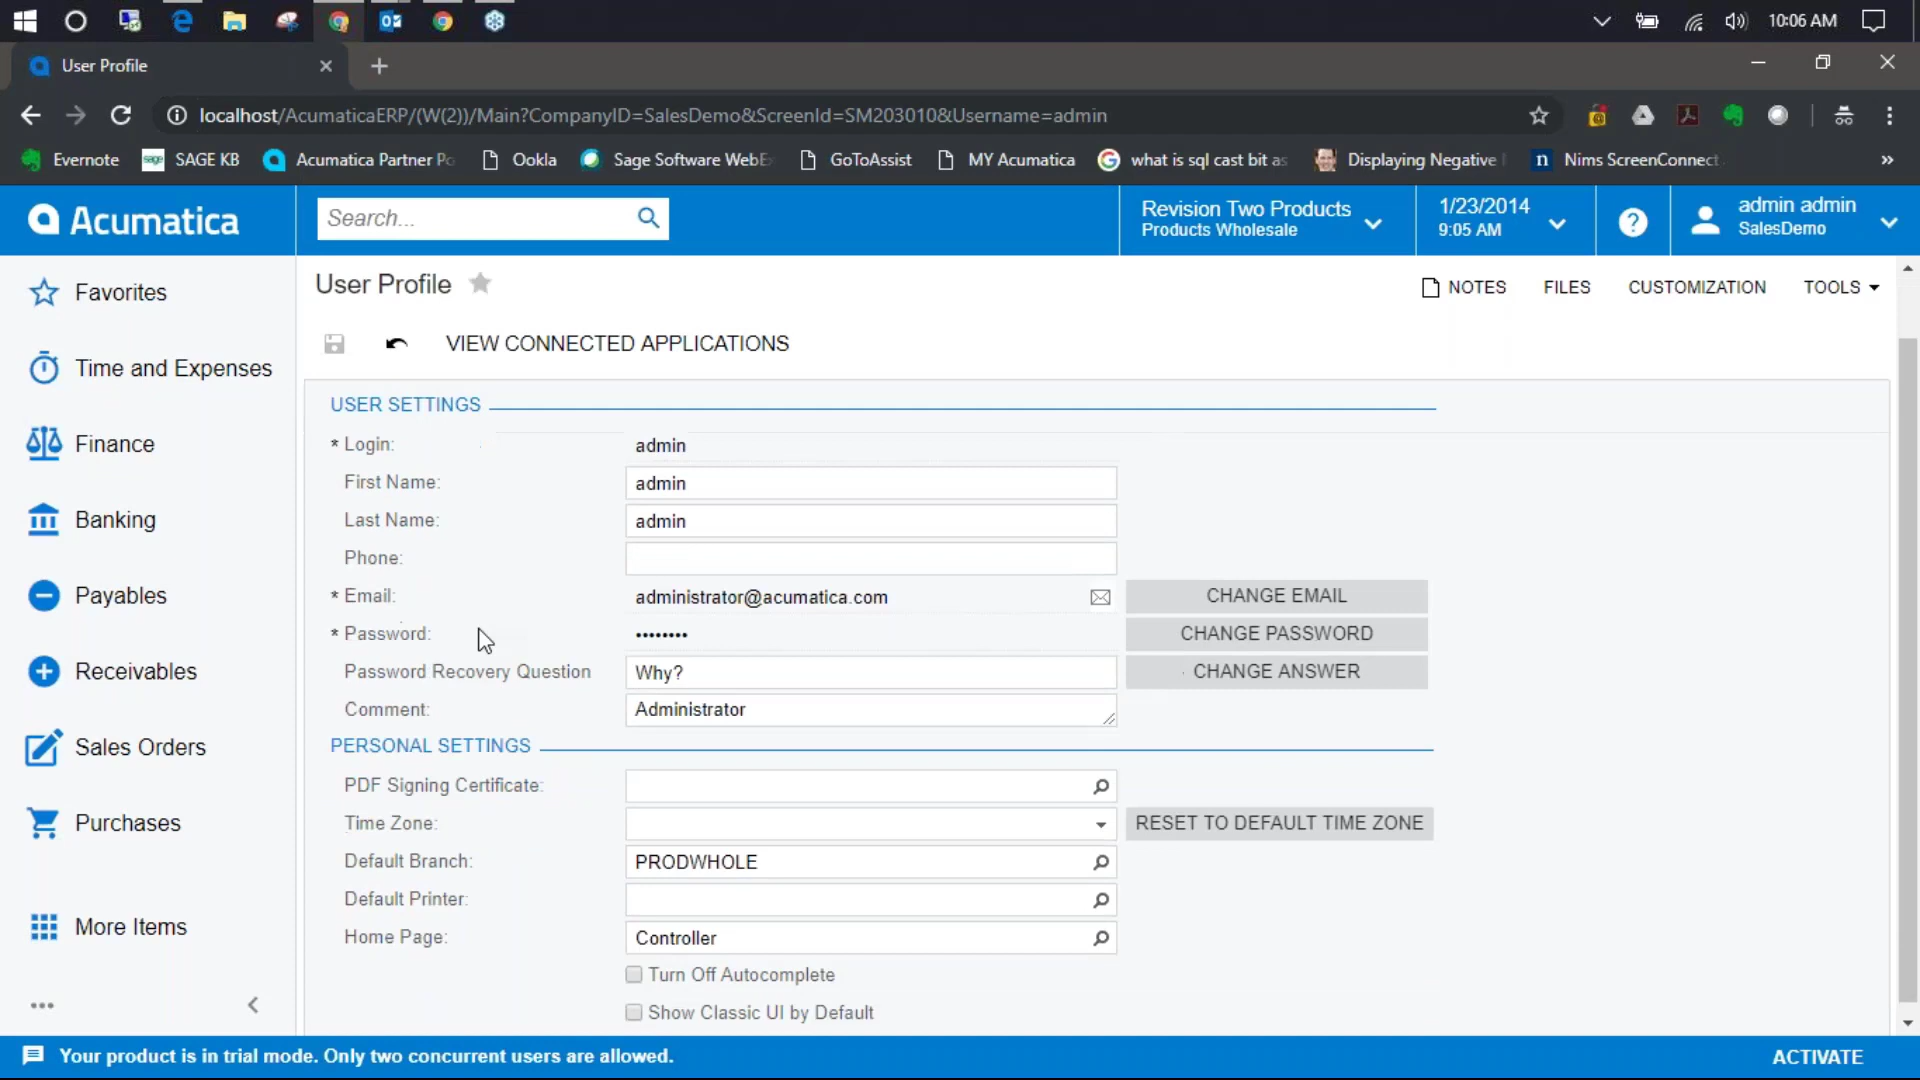 10:06 AM
User Profile
localhost/AcumaticaERP/(W(2))/Main?CompanyID=SalesDemo&ScreenId=SM203010&Username=admin
Evernote SAGE KB Acumatica Partner Po Ookla Sage Software WebE GoToAssist MY Acumatica what is sql cast bit as Displaying Negative Nims ScreenConnect
Acumatica
Search...
Revision Two Products
Products Wholesale
1/23/2014
9:05 AM
admin admin
SalesDemo
Favorites
Time and Expenses
Finance
Banking
Payables
Receivables
Sales Orders
Purchases
More Items
User Profile
NOTES FILES CUSTOMIZATION TOOLS
VIEW CONNECTED APPLICATIONS
USER SETTINGS
* Login: admin
First Name: admin
Last Name: admin
Phone:
* Email: administrator@acumatica.com CHANGE EMAIL
* Password: •••••••• CHANGE PASSWORD
Password Recovery Question Why? CHANGE ANSWER
Comment: Administrator
PERSONAL SETTINGS
PDF Signing Certificate:
Time Zone: RESET TO DEFAULT TIME ZONE
Default Branch: PRODWHOLE
Default Printer:
Home Page: Controller
Turn Off Autocomplete
Show Classic UI by Default
Your product is in trial mode. Only two concurrent users are allowed. ACTIVATE